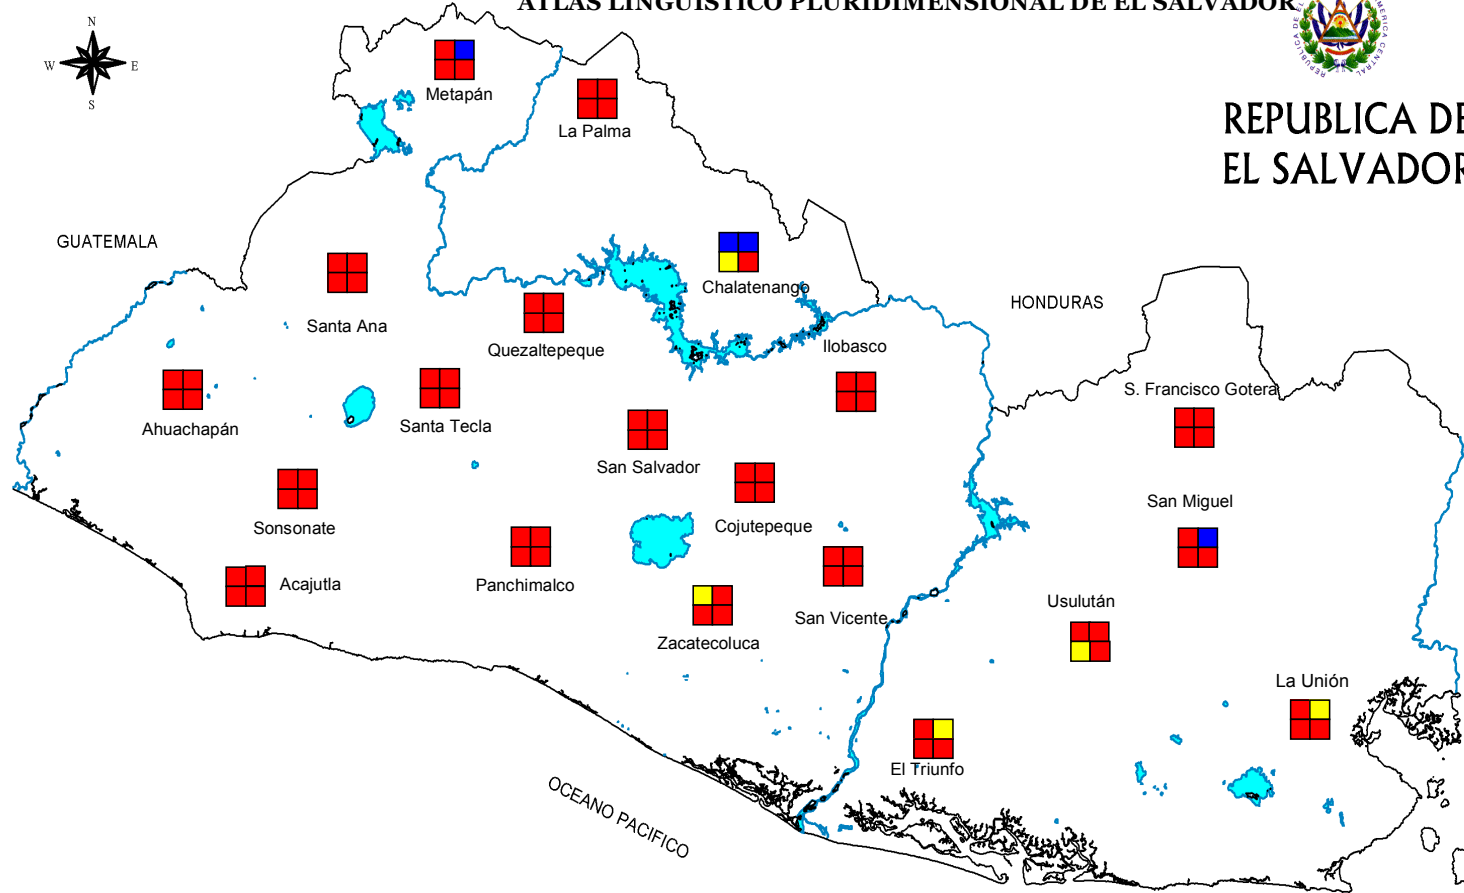 ATLAS LINGUISTICO PLURIDIMENSIONAL DE EL SALVADOR
N
W
E
S
Metapán
La Palma
REPUBLICA DE
EL SALVADOR
GUATEMALA
Chalatenango
HONDURAS
Santa Ana
Quezaltepeque
Ilobasco
S. Francisco Gotera
Ahuachapán
Santa Tecla
San Salvador
San Miguel
Sonsonate
Cojutepeque
Acajutla
Panchimalco
San Vicente
Usulután
Zacatecoluca
La Unión
El Triunfo
OCEANO PACIFICO